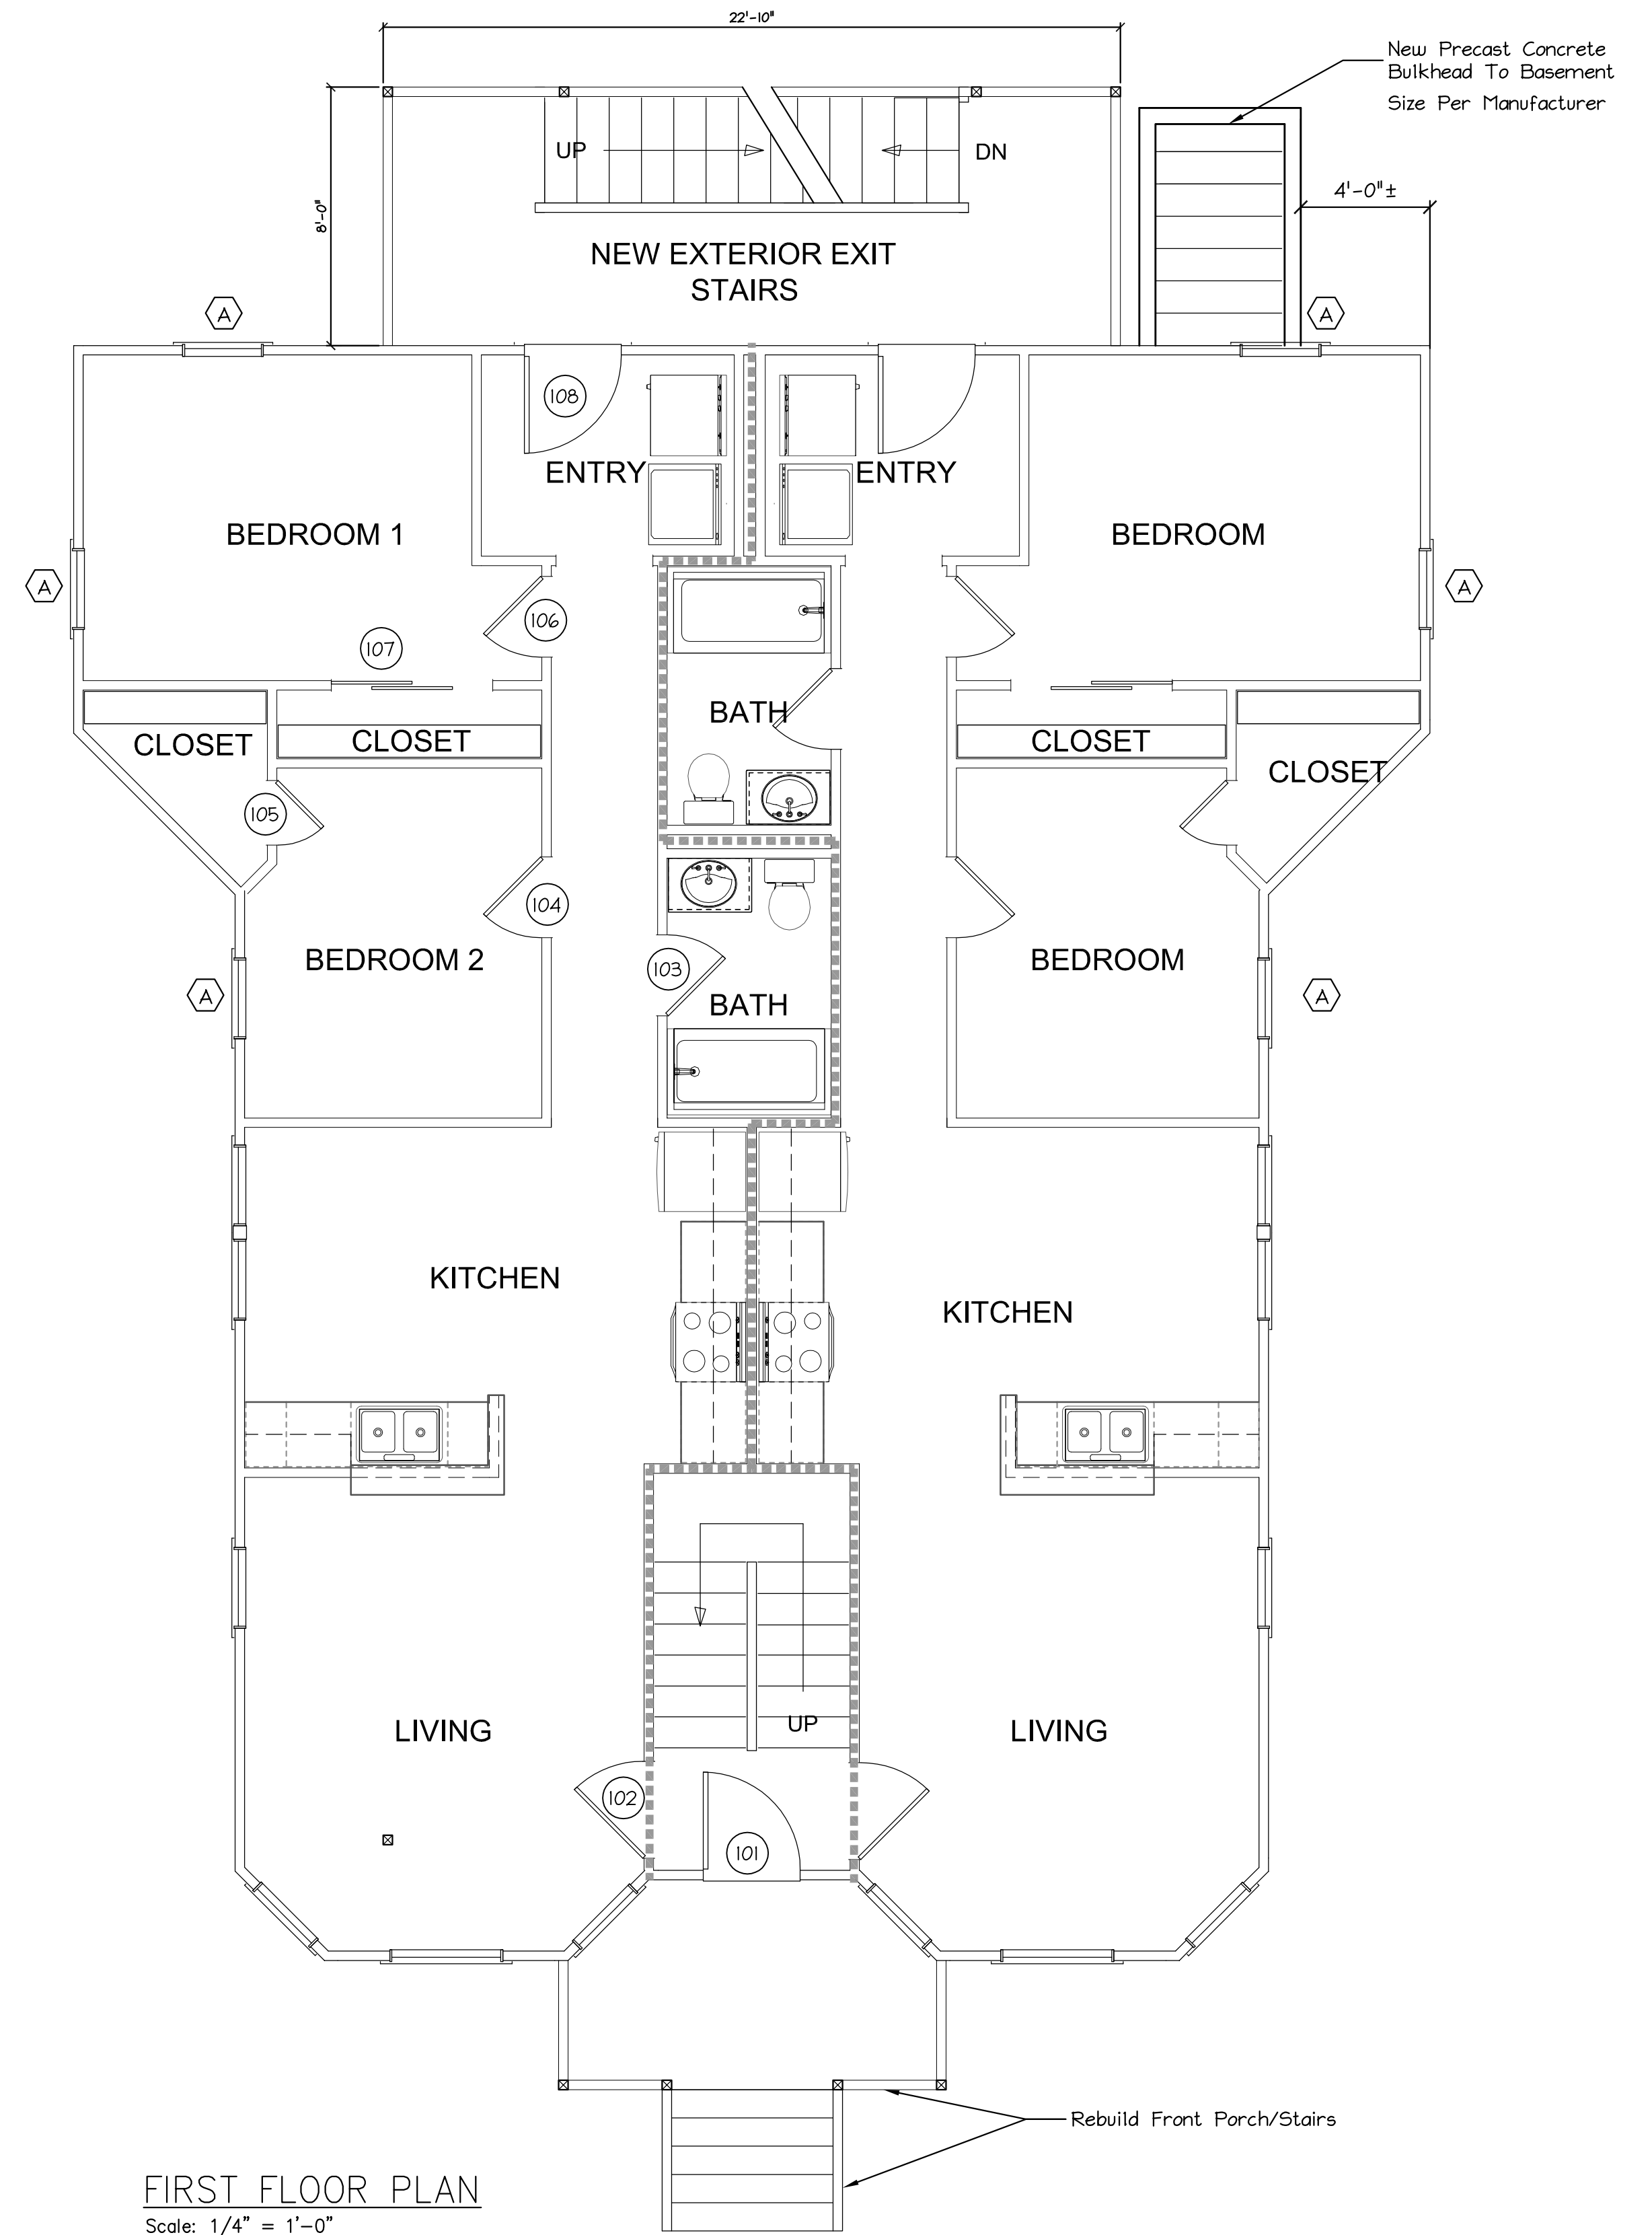 22'-10"
New Precast Concrete
Bulkhead To Basement
Size Per Manufacturer
UP
DN
4'-0"±
8'-0"
NEW EXTERIOR EXIT
STAIRS
A
A
108
ENTRY
ENTRY
BEDROOM 1
BEDROOM
A
A
106
107
BATH
CLOSET
CLOSET
CLOSET
CLOSET
105
104
BEDROOM 2
BEDROOM
103
A
A
BATH
KITCHEN
KITCHEN
UP
LIVING
LIVING
102
101
Rebuild Front Porch/Stairs
FIRST FLOOR PLAN
Scale: 1/4" = 1'-0"